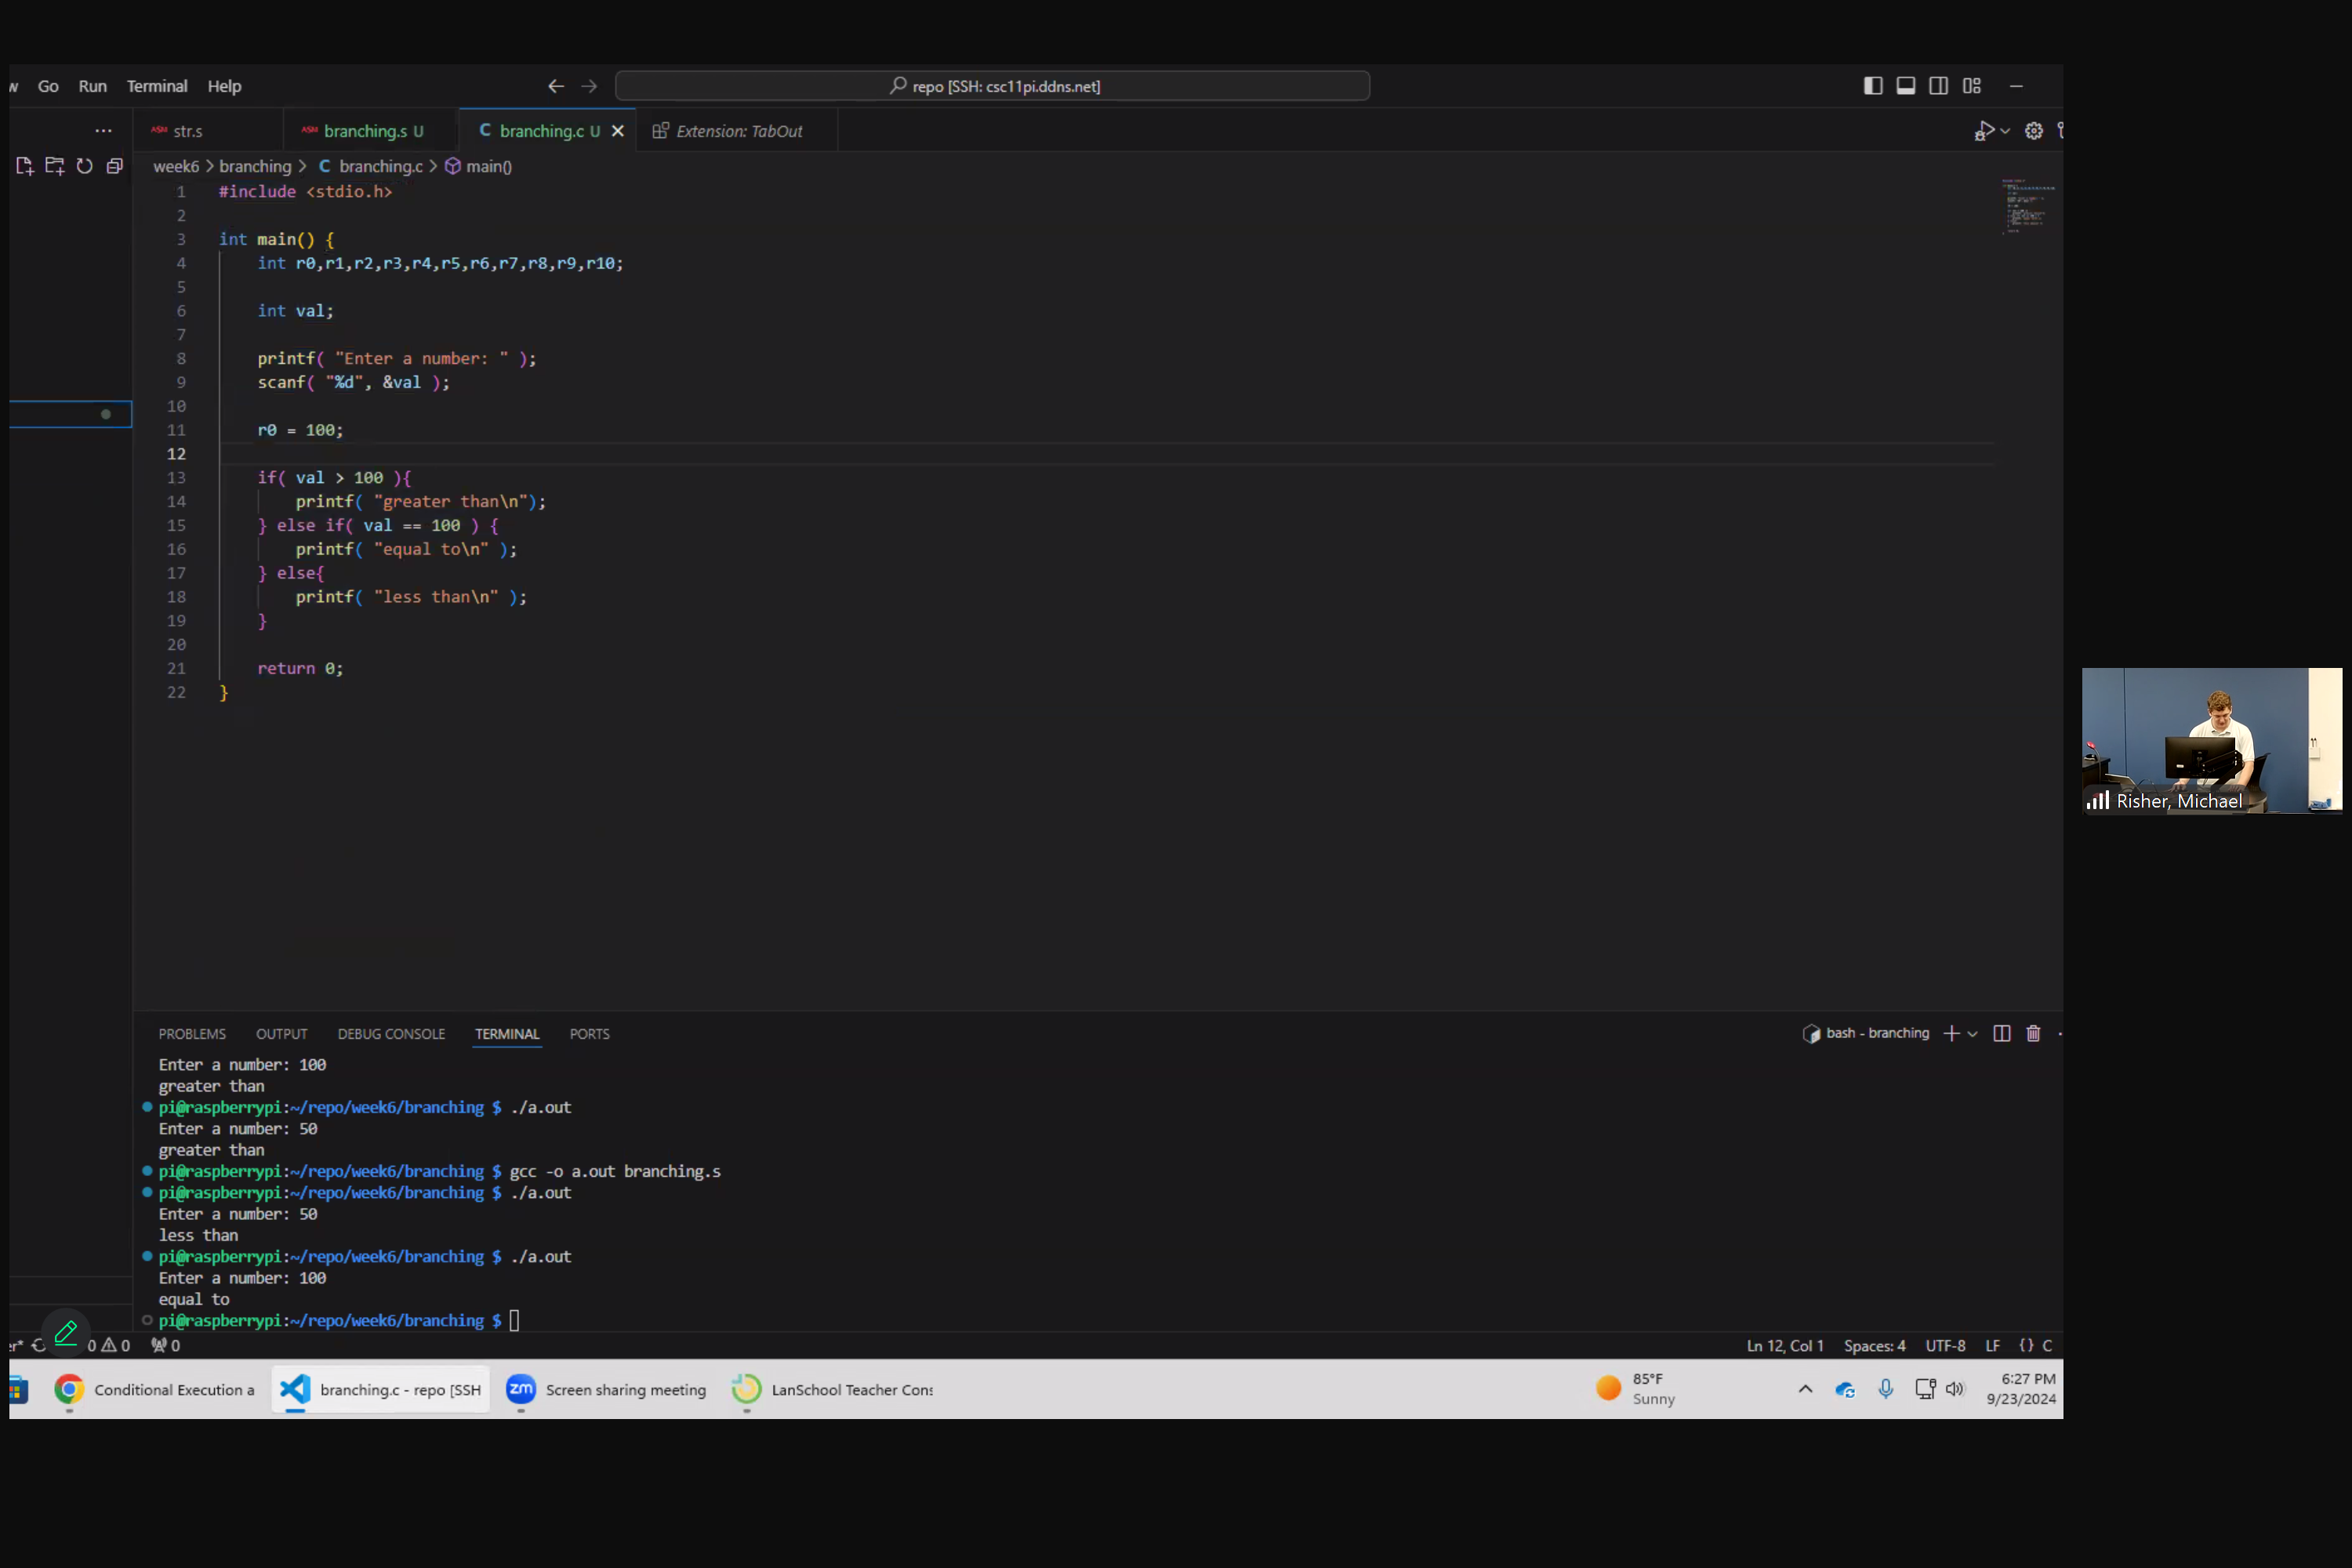 w Go Run Terminal Help repo [SSH: csc11pi.ddns.net]
ASM str.s ASM branching.s U C branching.c U Extension: TabOut
week6 > branching > C branching.c > main()
1 #include <stdio.h>
2
3 int main() {
4 int r0,r1,r2,r3,r4,r5,r6,r7,r8,r9,r10;
5
6 int val;
7
8 printf( "Enter a number: " );
9 scanf( "%d", &val );
10
11 r0 = 100;
12
13 if( val > 100 ){
14 printf( "greater than\n");
15 } else if( val == 100 ) {
16 printf( "equal to\n" );
17 } else{
18 printf( "less than\n" );
19 }
20
21 return 0;
22 }
Risher, Michael
PROBLEMS OUTPUT DEBUG CONSOLE TERMINAL PORTS bash - branching
Enter a number: 100
greater than
pi@raspberrypi:~/repo/week6/branching $ ./a.out
Enter a number: 50
greater than
pi@raspberrypi:~/repo/week6/branching $ gcc -o a.out branching.s
pi@raspberrypi:~/repo/week6/branching $ ./a.out
Enter a number: 50
less than
pi@raspberrypi:~/repo/week6/branching $ ./a.out
Enter a number: 100
equal to
pi@raspberrypi:~/repo/week6/branching $
er* 0 0 0 Ln 12, Col 1 Spaces: 4 UTF-8 LF {} C
Conditional Execution a branching.c - repo [SSH zm Screen sharing meeting LanSchool Teacher Cons 85°F 6:27 PM
Sunny 9/23/2024